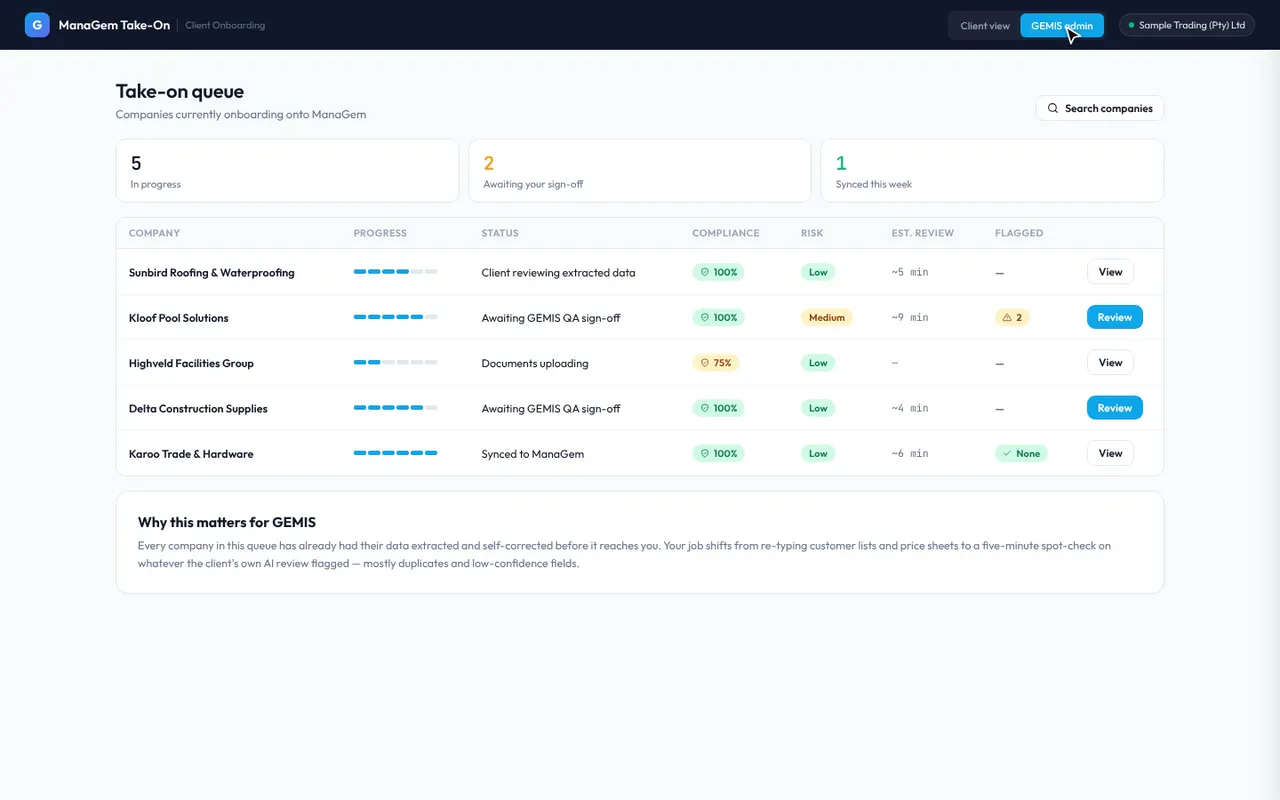 G ManaGem Take-On Client Onboarding Client view GEMIS admin Sample Trading (Pty) Ltd
Take-on queue
Companies currently onboarding onto ManaGem
Search companies
5 2 1
In progress Awaiting your sign-off Synced this week
COMPANY PROGRESS STATUS COMPLIANCE RISK EST. REVIEW FLAGGED
Sunbird Roofing & Waterproofing Client reviewing extracted data 100% Low ~5 min — View
Kloof Pool Solutions Awaiting GEMIS QA sign-off 100% Medium ~9 min 2 Review
Highveld Facilities Group Documents uploading 75% Low — — View
Delta Construction Supplies Awaiting GEMIS QA sign-off 100% Low ~4 min — Review
Karoo Trade & Hardware Synced to ManaGem 100% Low ~6 min None View
Why this matters for GEMIS
Every company in this queue has already had their data extracted and self-corrected before it reaches you. Your job shifts from re-typing customer lists and price sheets to a five-minute spot-check on
whatever the client's own AI review flagged — mostly duplicates and low-confidence fields.